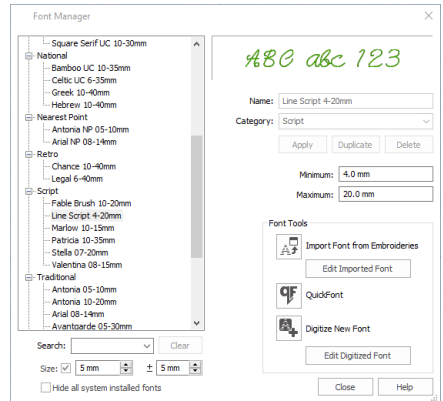 Font Manager
Square Serif UC 10-30mm
National
Bamboo UC 10-35mm
Celtic UC 6-35mm
Greek 10-40mm
Hebrew 10-40mm
Nearest Point
Antonia NP 05-10mm
Arial NP 08-14mm
Retro
Chance 10-40mm
Legal 6-40mm
Script
Fable Brush 10-20mm
Line Script 4-20mm
Marlow 10-15mm
Patricia 10-35mm
Stella 07-20mm
Valentina 08-15mm
Traditional
Antonia 05-10mm
Antonia 10-20mm
Arial 08-14mm
Avantgarde 05-30mm
Search: Clear
Size: 5 mm ± 5 mm
Hide all system installed fonts
ABC abc 123
Name: Line Script 4-20mm
Category: Script
Apply Duplicate Delete
Minimum: 4.0 mm
Maximum: 20.0 mm
Font Tools
Import Font from Embroideries
Edit Imported Font
QuickFont
Digitize New Font
Edit Digitized Font
Close Help